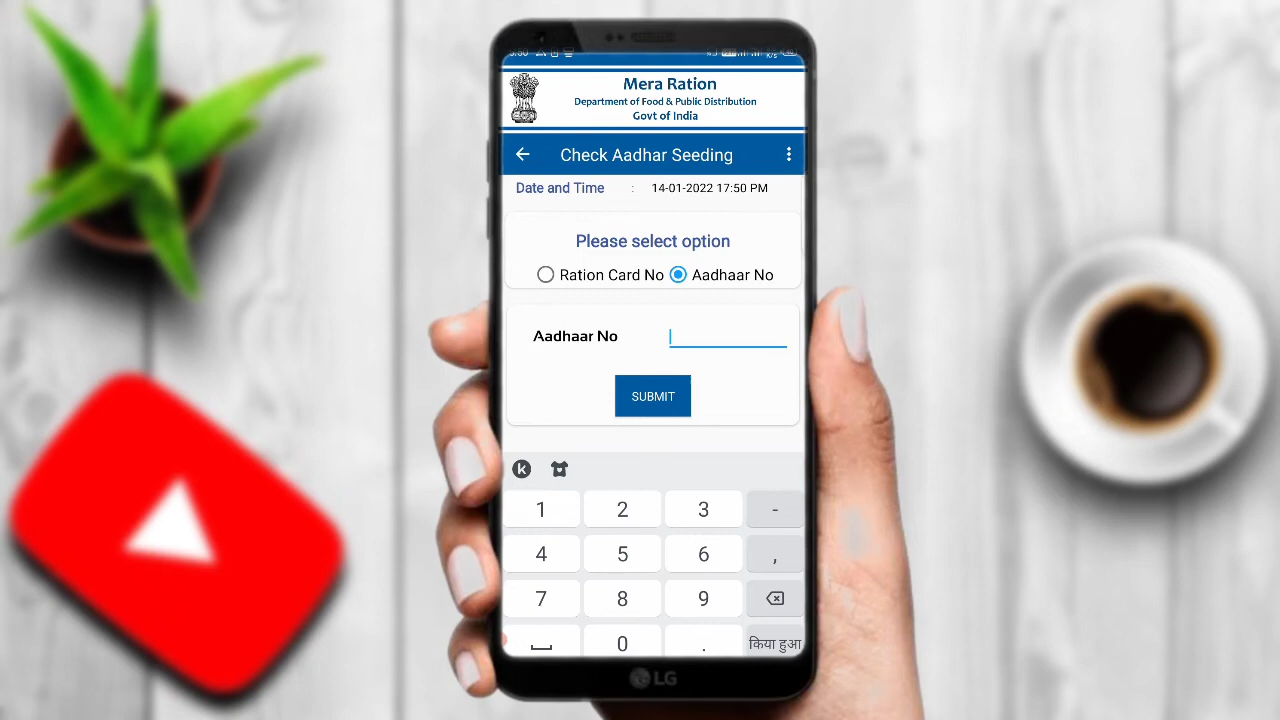 Mera Ration
Department of Food & Public Distribution
Govt of India
Check Aadhar Seeding
Date and Time : 14-01-2022 17:50 PM
Please select option
Ration Card No Aadhaar No
Aadhaar No
SUBMIT
k
1 2 3 -
4 5 6 ,
7 8 9
0 . किया हुआ
LG